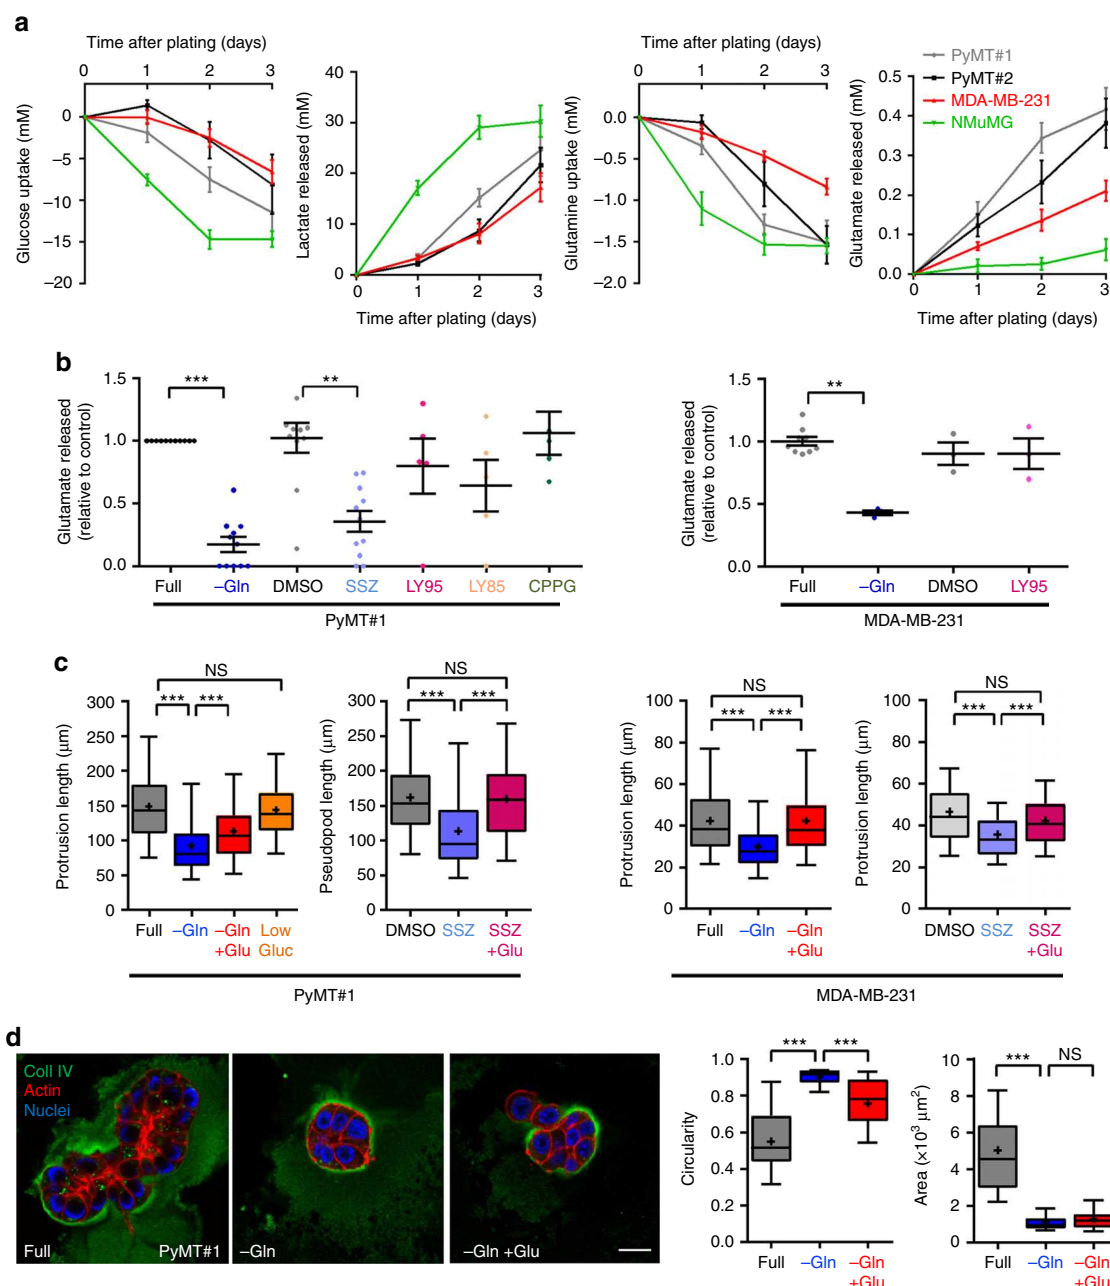 a
Time after plating (days)
0 1 2 3
Glucose uptake (mM)
0
–5
–10
–15
–20
Lactate released (mM)
40
30
20
10
0
0 1 2 3
Time after plating (days)
Time after plating (days)
0 1 2 3
Glutamine uptake (mM)
0.0
–0.5
–1.0
–1.5
–2.0
PyMT#1
PyMT#2
MDA-MB-231
NMuMG
Glutamate released (mM)
0.5
0.4
0.3
0.2
0.1
0.0
0 1 2 3
Time after plating (days)
b
Glutamate released
(relative to control)
1.5
1.0
0.5
0.0
*** **
Full –Gln DMSO SSZ LY95 LY85 CPPG
PyMT#1
Glutamate released
(relative to control)
1.5
1.0
0.5
0.0
**
Full –Gln DMSO LY95
MDA-MB-231
c
Protrusion length (μm)
300
250
200
150
100
50
0
NS
*** ***
Full –Gln –Gln +Glu Low Gluc
Pseudopod length (μm)
300
250
200
150
100
50
0
NS
*** ***
DMSO SSZ SSZ +Glu
PyMT#1
Protrusion length (μm)
100
80
60
40
20
0
NS
*** ***
Full –Gln –Gln +Glu
Protrusion length (μm)
100
80
60
40
20
0
NS
*** ***
DMSO SSZ SSZ +Glu
MDA-MB-231
d
Coll IV
Actin
Nuclei
Full PyMT#1
–Gln
–Gln +Glu
Circularity
1.0
0.8
0.6
0.4
0.2
0.0
*** ***
Full –Gln –Gln +Glu
Area (×10³ μm²)
10
8
6
4
2
0
*** NS
Full –Gln –Gln +Glu